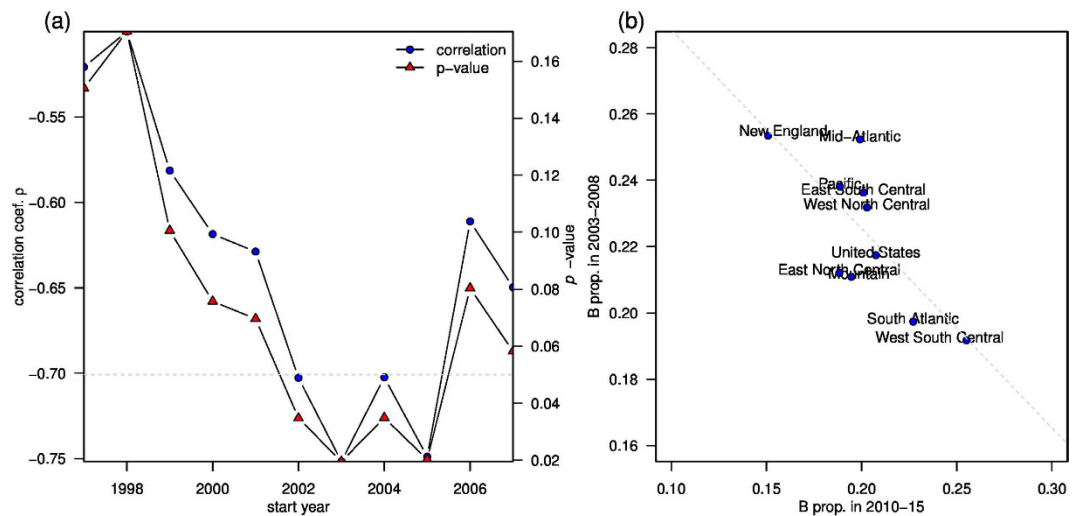 (a)
correlation
p−value
-0.55
-0.60
-0.65
-0.70
-0.75
correlation coef. ρ
0.16
0.14
0.12
0.10
0.08
0.06
0.04
0.02
p −value
1998
2000
2002
2004
2006
start year
(b)
0.28
0.26
0.24
0.22
0.20
0.18
0.16
B prop. in 2003−2008
New England
Mid−Atlantic
Pacific
East South Central
West North Central
United States
East North Central
Mountain
South Atlantic
West South Central
0.10
0.15
0.20
0.25
0.30
B prop. in 2010−15